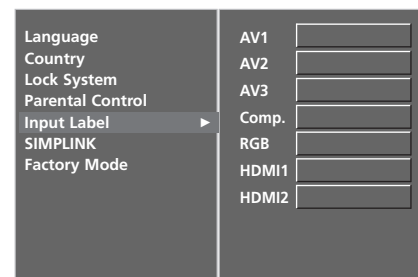 Language
Country
Lock System
Parental Control
Input Label ►
SIMPLINK
Factory Mode
AV1
AV2
AV3
Comp.
RGB
HDMI1
HDMI2